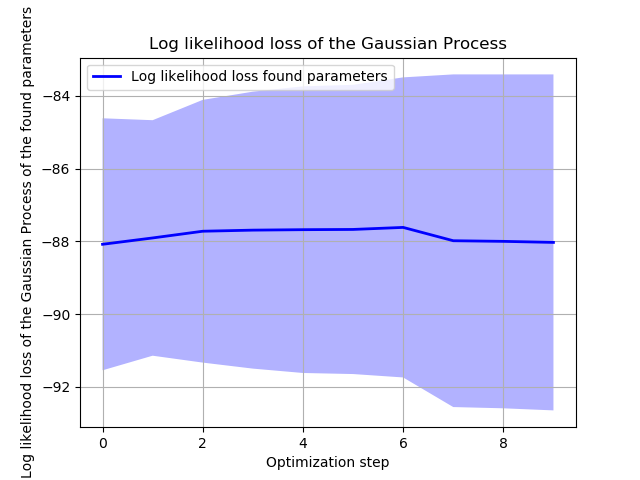 Log likelihood loss of the Gaussian Process
Log likelihood loss found parameters
Log likelihood loss of the Gaussian Process of the found parameters
−84
−86
−88
−90
−92
0
2
4
6
8
Optimization step